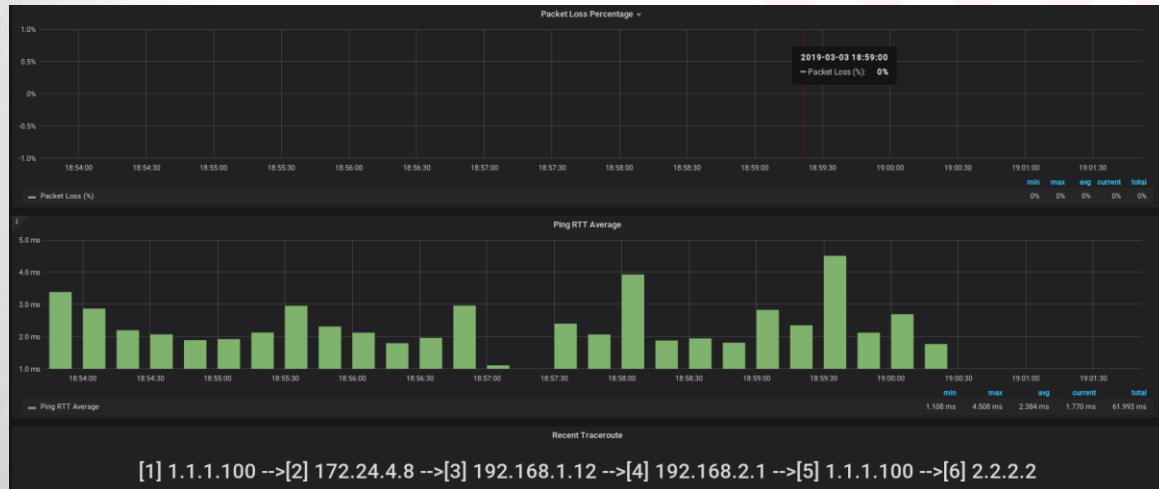 Packet Loss Percentage
1.0%
0.5%
0%
-0.5%
-1.0%
2019-03-03 18:59:00
Packet Loss (%): 0%
18:54:00 18:54:30 18:55:00 18:55:30 18:56:00 18:56:30 18:57:00 18:57:30 18:58:00 18:58:30 18:59:00 18:59:30 19:00:00 19:00:30 19:01:00 19:01:30
min max avg current total
Packet Loss (%) 0% 0% 0% 0% 0%
i
Ping RTT Average
5.0 ms
4.0 ms
3.0 ms
2.0 ms
1.0 ms
18:54:00 18:54:30 18:55:00 18:55:30 18:56:00 18:56:30 18:57:00 18:57:30 18:58:00 18:58:30 18:59:00 18:59:30 19:00:00 19:00:30 19:01:00 19:01:30
min max avg current total
Ping RTT Average 1.108 ms 4.508 ms 2.384 ms 1.770 ms 61.993 ms
Recent Traceroute
[1] 1.1.1.100 -->[2] 172.24.4.8 -->[3] 192.168.1.12 -->[4] 192.168.2.1 -->[5] 1.1.1.100 -->[6] 2.2.2.2